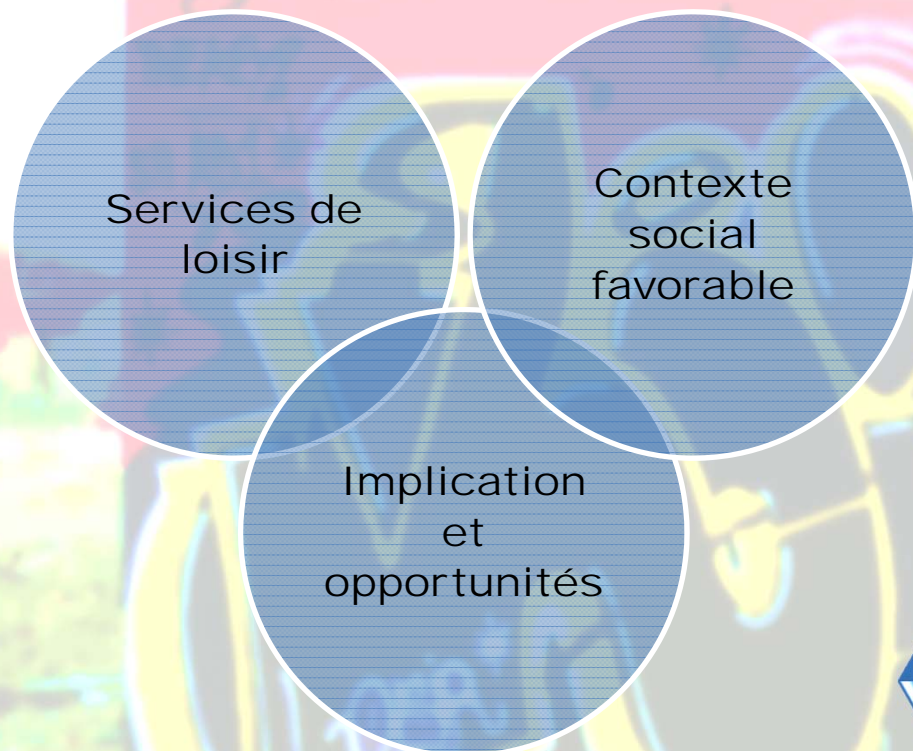 Services de
loisir
Contexte
social
favorable
Implication
et
opportunités